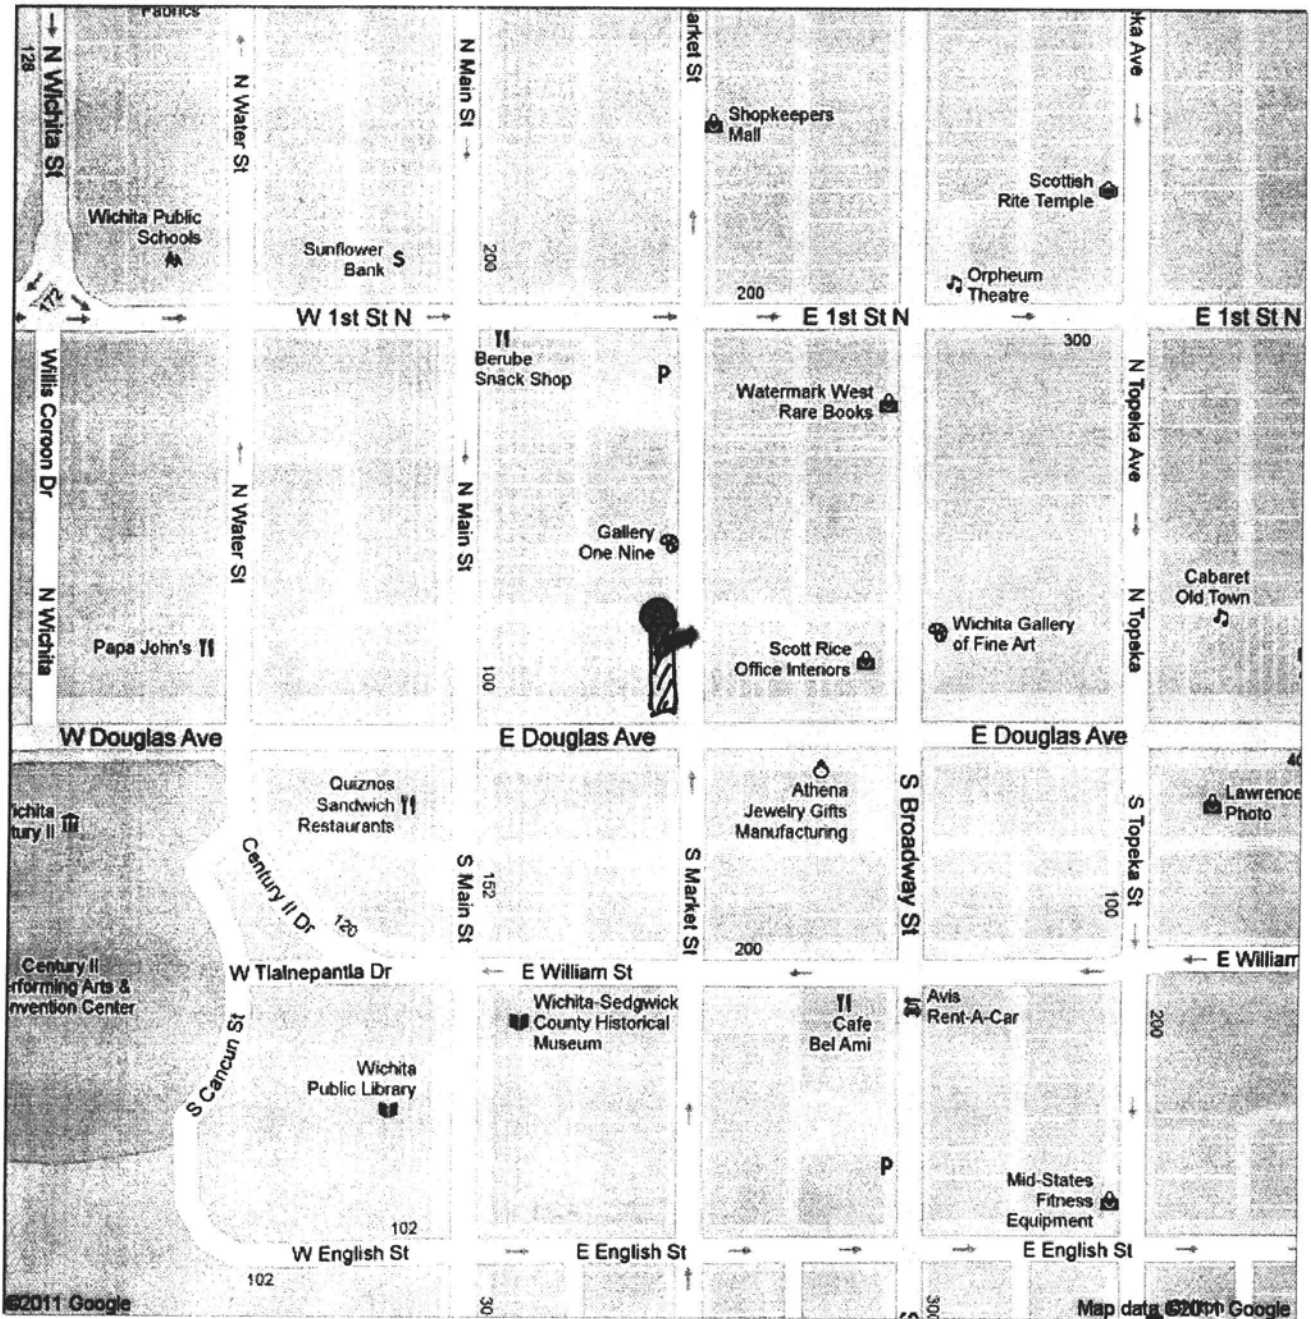 Fabrics
128
N Wichita St
N Water St
N Main St
arket St
ka Ave
Shopkeepers
Mall
Scottish
Rite Temple
Wichita Public
Schools
Sunflower
Bank
$
200
Orpheum
Theatre
172
200
W 1st St N
E 1st St N
E 1st St N
300
Willis Coroon Dr
Berube
Snack Shop
P
Watermark West
Rare Books
N Topeka Ave
N Water St
N Main St
Gallery
One Nine
N Wichita
Cabaret
Old Town
N Topeka
Papa John's
100
Scott Rice
Office Interiors
Wichita Gallery
of Fine Art
W Douglas Ave
E Douglas Ave
E Douglas Ave
Quiznos
Sandwich
Restaurants
Athena
Jewelry Gifts
Manufacturing
S Broadway St
Lawrence
Photo
ichita
tury II
Century II Dr
120
S Main St
152
S Market St
S Topeka St
100
200
Century II
rforming Arts &
nvention Center
W Tlalnepantla Dr
E William St
E William
Wichita-Sedgwick
County Historical
Museum
Cafe
Bel Ami
Avis
Rent-A-Car
200
S Cancun St
Wichita
Public Library
P
Mid-States
Fitness
Equipment
102
W English St
E English St
E English St
102
©2011 Google
30
300
Map data ©2011 Google